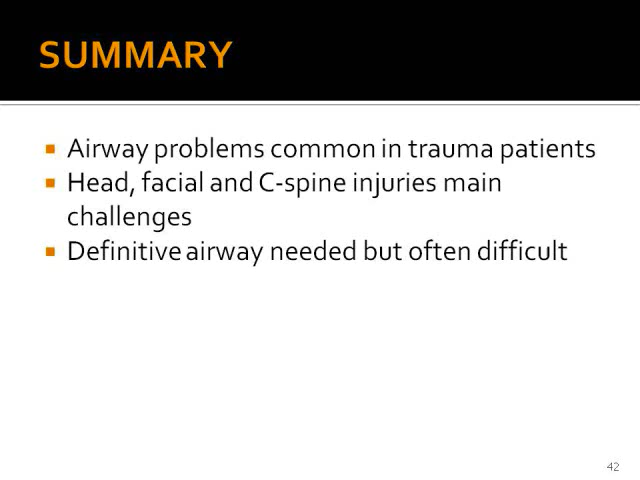 SUMMARY
▪ Airway problems common in trauma patients
▪ Head, facial and C-spine injuries main
challenges
▪ Definitive airway needed but often difficult
42